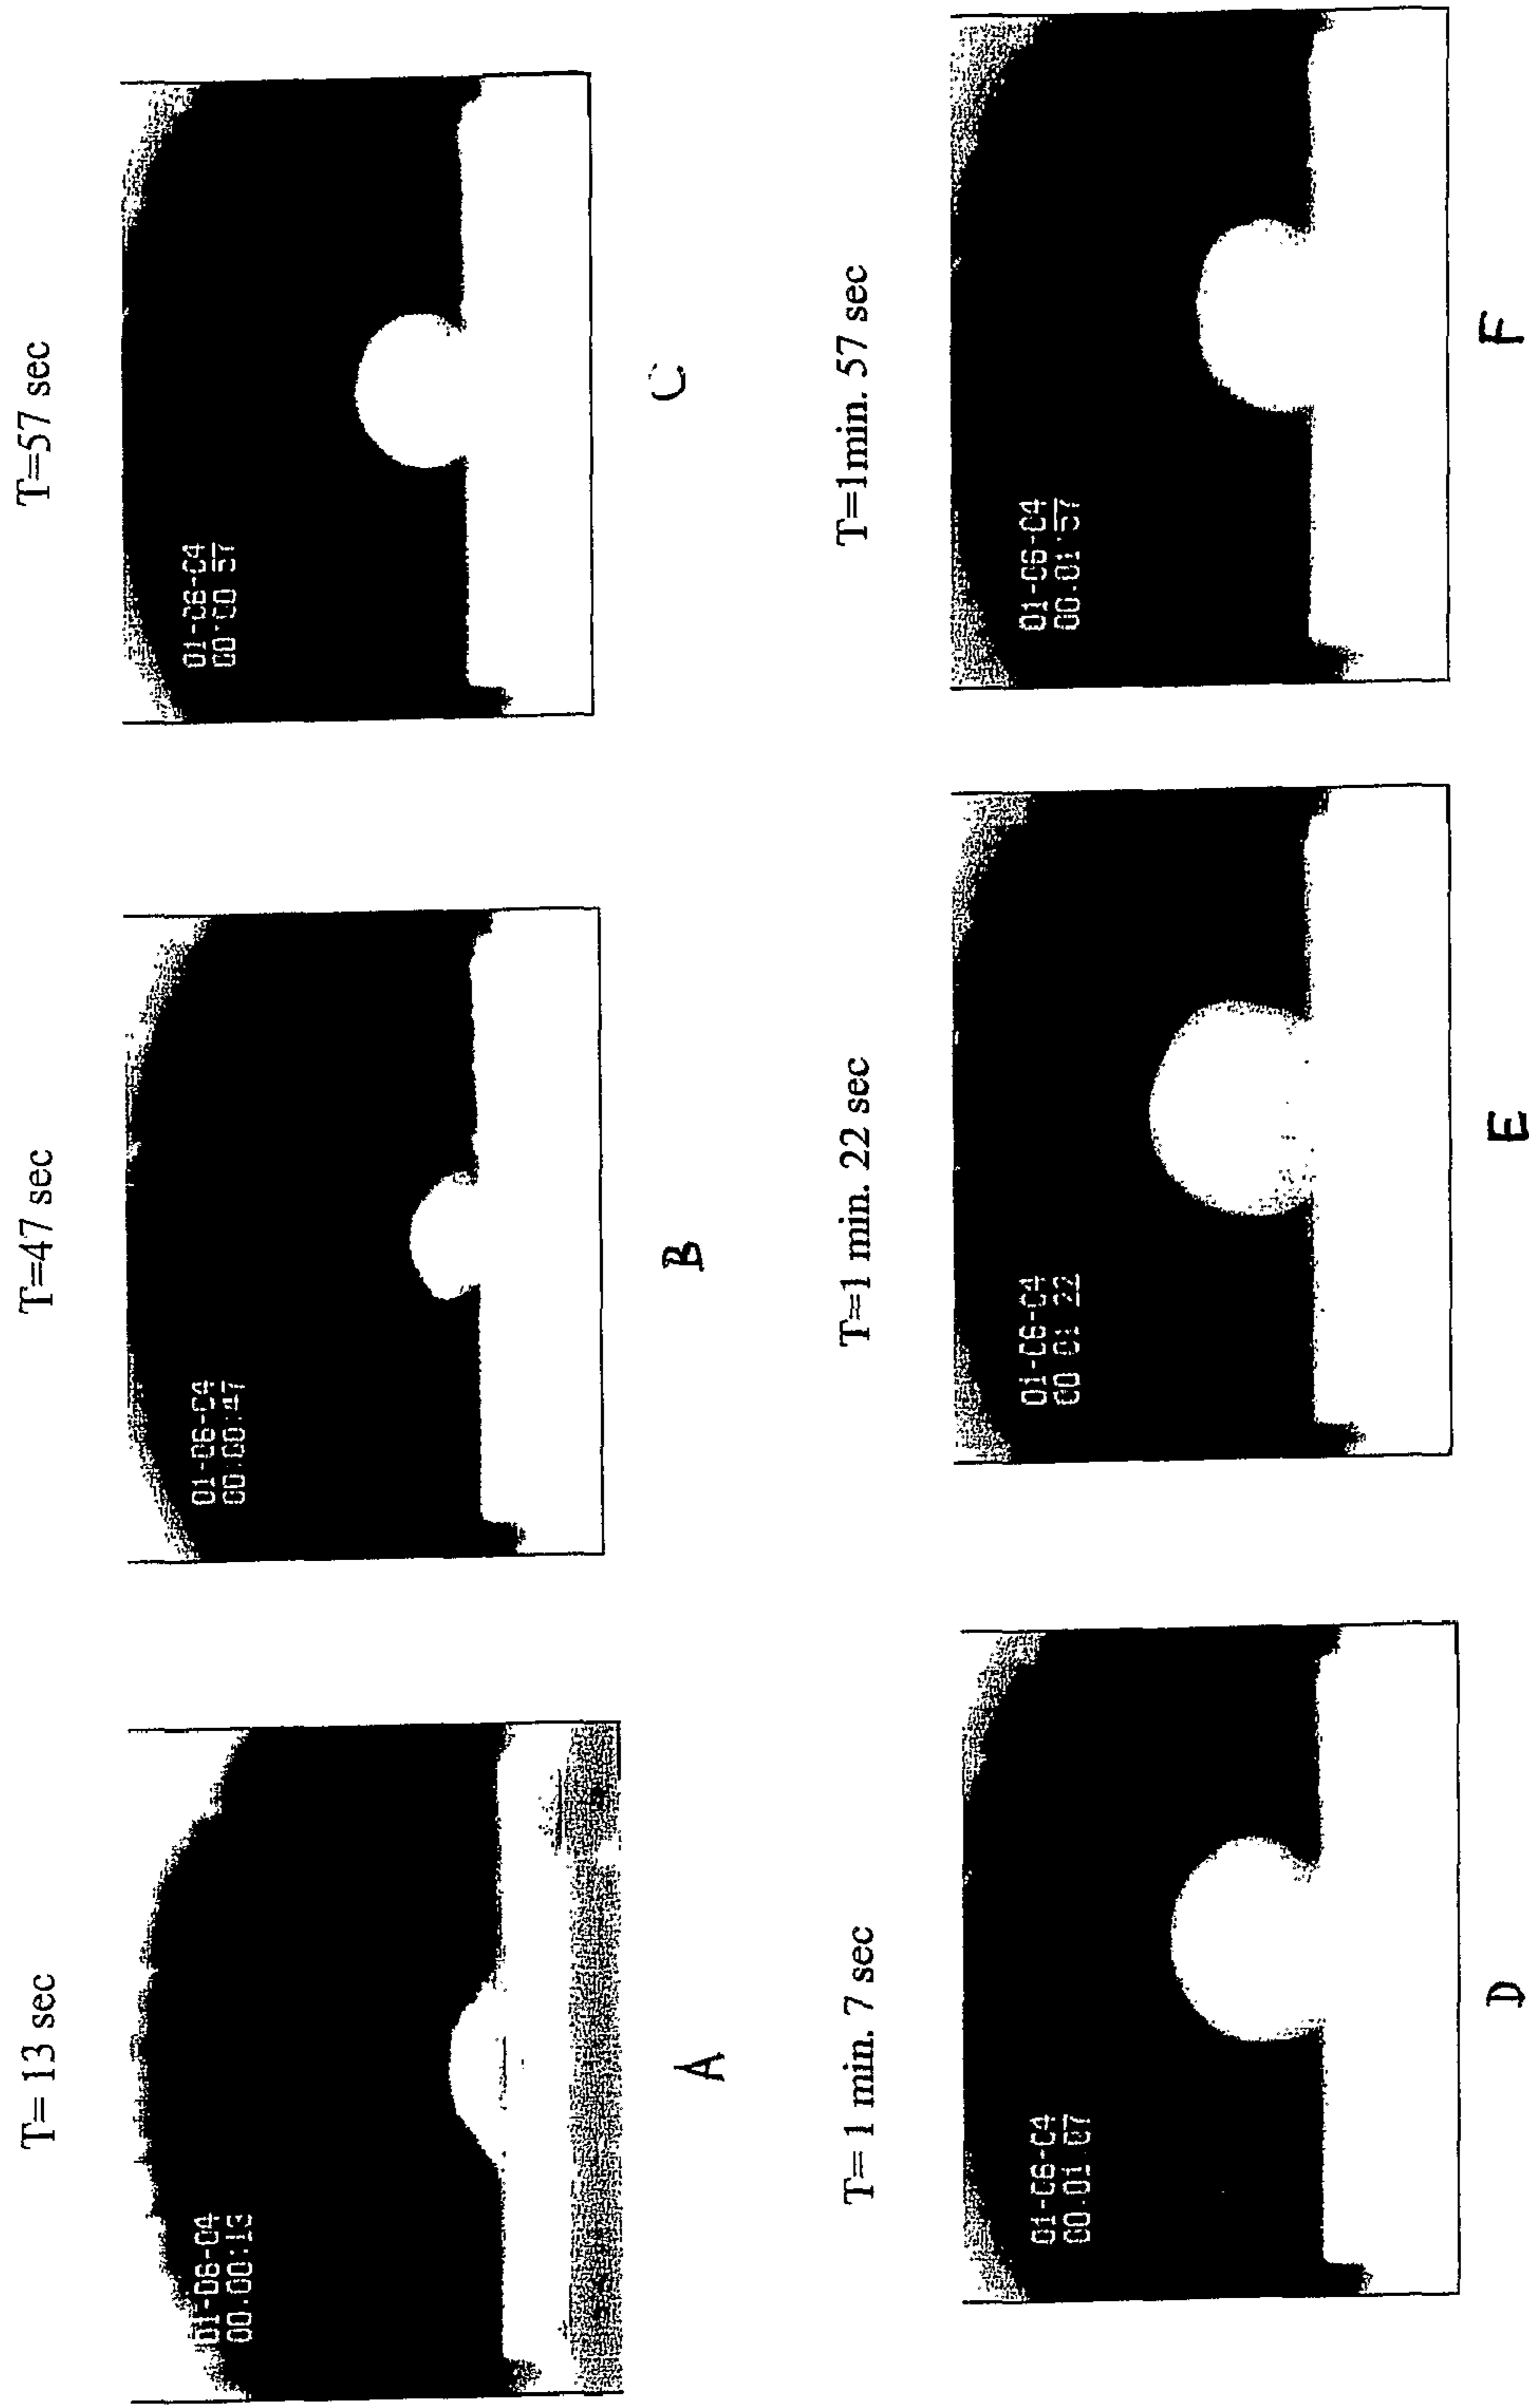 T= 13 sec
01-06-04
00:00:13
A
T=47 sec
01-06-04
00:00:47
B
T=57 sec
01-06-04
00:00 57
C
T= 1 min. 7 sec
01-06-04
00:01 07
D
T=1 min. 22 sec
01-06-04
00 01 22
E
T=1min. 57 sec
01-06-04
00:01:57
F